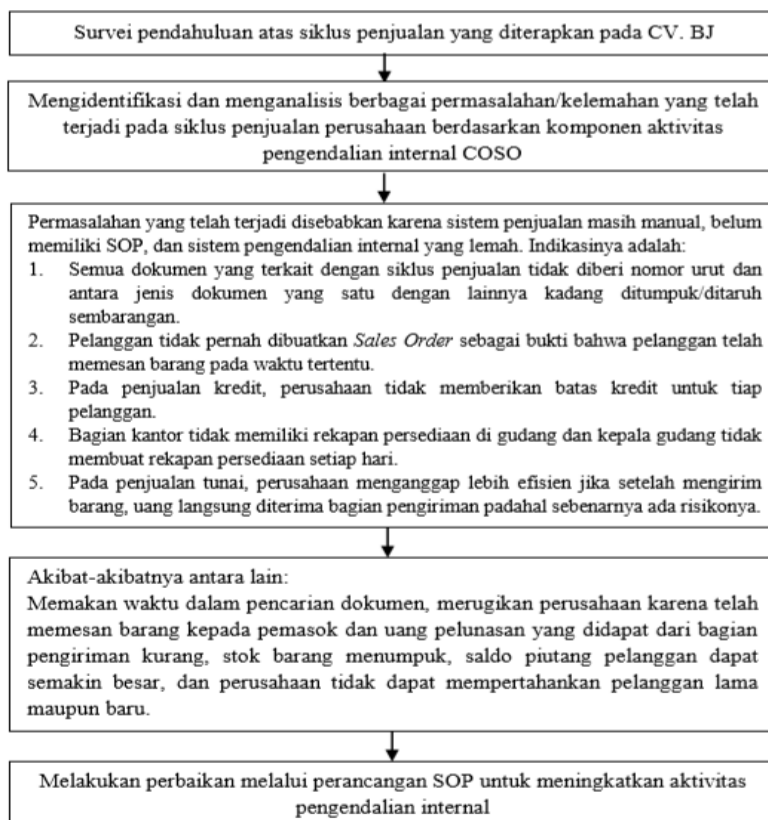 Survei pendahuluan atas siklus penjualan yang diterapkan pada CV. BJ
Mengidentifikasi dan menganalisis berbagai permasalahan/kelemahan yang telah
terjadi pada siklus penjualan perusahaan berdasarkan komponen aktivitas
pengendalian internal COSO
Permasalahan yang telah terjadi disebabkan karena sistem penjualan masih manual, belum
memiliki SOP, dan sistem pengendalian internal yang lemah. Indikasinya adalah:
1. Semua dokumen yang terkait dengan siklus penjualan tidak diberi nomor urut dan
antara jenis dokumen yang satu dengan lainnya kadang ditumpuk/ditaruh
sembarangan.
2. Pelanggan tidak pernah dibuatkan Sales Order sebagai bukti bahwa pelanggan telah
memesan barang pada waktu tertentu.
3. Pada penjualan kredit, perusahaan tidak memberikan batas kredit untuk tiap
pelanggan.
4. Bagian kantor tidak memiliki rekapan persediaan di gudang dan kepala gudang tidak
membuat rekapan persediaan setiap hari.
5. Pada penjualan tunai, perusahaan menganggap lebih efisien jika setelah mengirim
barang, uang langsung diterima bagian pengiriman padahal sebenarnya ada risikonya.
Akibat-akibatnya antara lain:
Memakan waktu dalam pencarian dokumen, merugikan perusahaan karena telah
memesan barang kepada pemasok dan uang pelunasan yang didapat dari bagian
pengiriman kurang, stok barang menumpuk, saldo piutang pelanggan dapat
semakin besar, dan perusahaan tidak dapat mempertahankan pelanggan lama
maupun baru.
Melakukan perbaikan melalui perancangan SOP untuk meningkatkan aktivitas
pengendalian internal